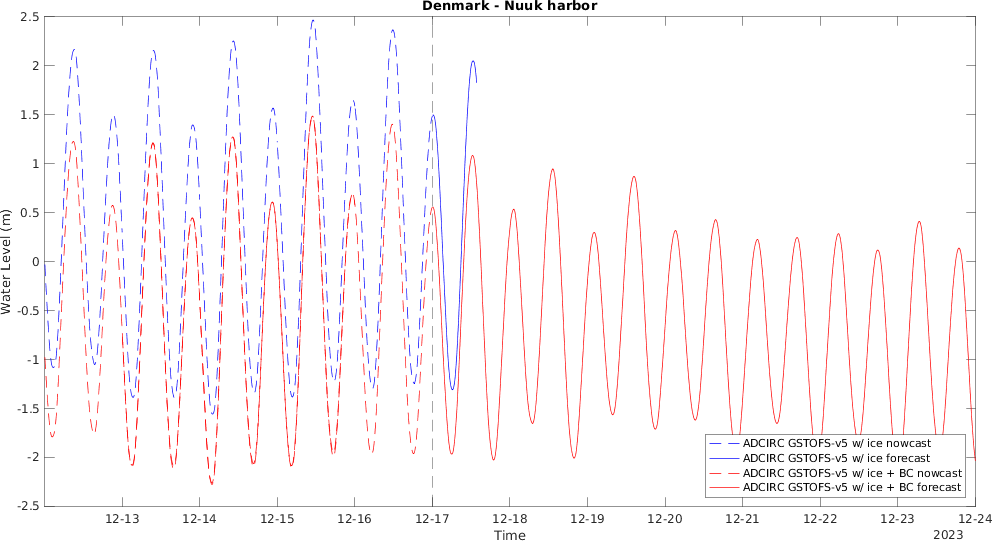 Denmark - Nuuk harbor
2.5
2
1.5
1
0.5
0
-0.5
-1
-1.5
-2
-2.5
Water Level (m)
ADCIRC GSTOFS-v5 w/ ice nowcast
ADCIRC GSTOFS-v5 w/ ice forecast
ADCIRC GSTOFS-v5 w/ ice + BC nowcast
ADCIRC GSTOFS-v5 w/ ice + BC forecast
12-13 12-14 12-15 12-16 12-17 12-18 12-19 12-20 12-21 12-22 12-23 12-24
Time
2023